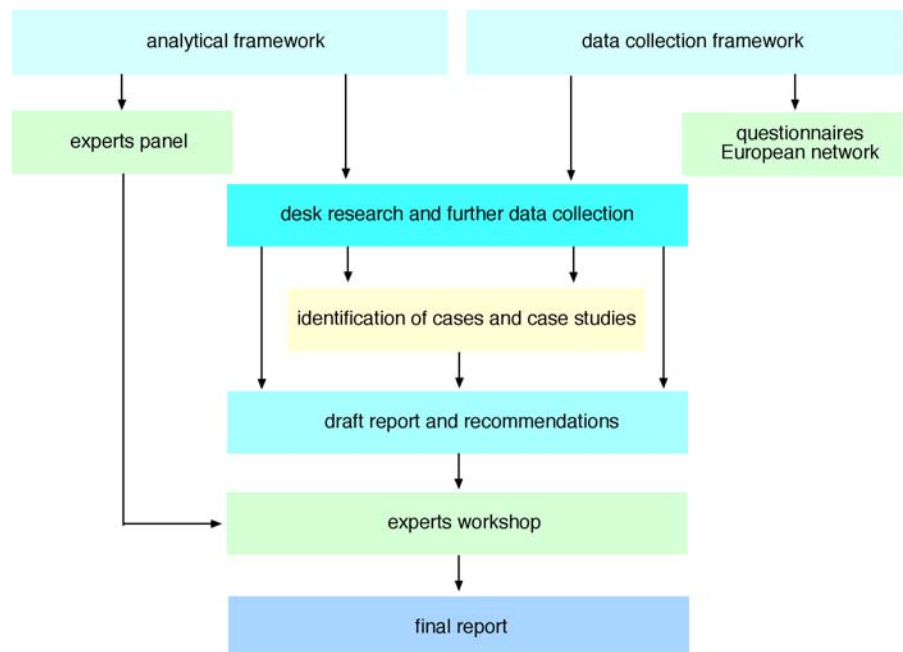 analytical framework
data collection framework
experts panel
questionnaires
European network
desk research and further data collection
identification of cases and case studies
draft report and recommendations
experts workshop
final report